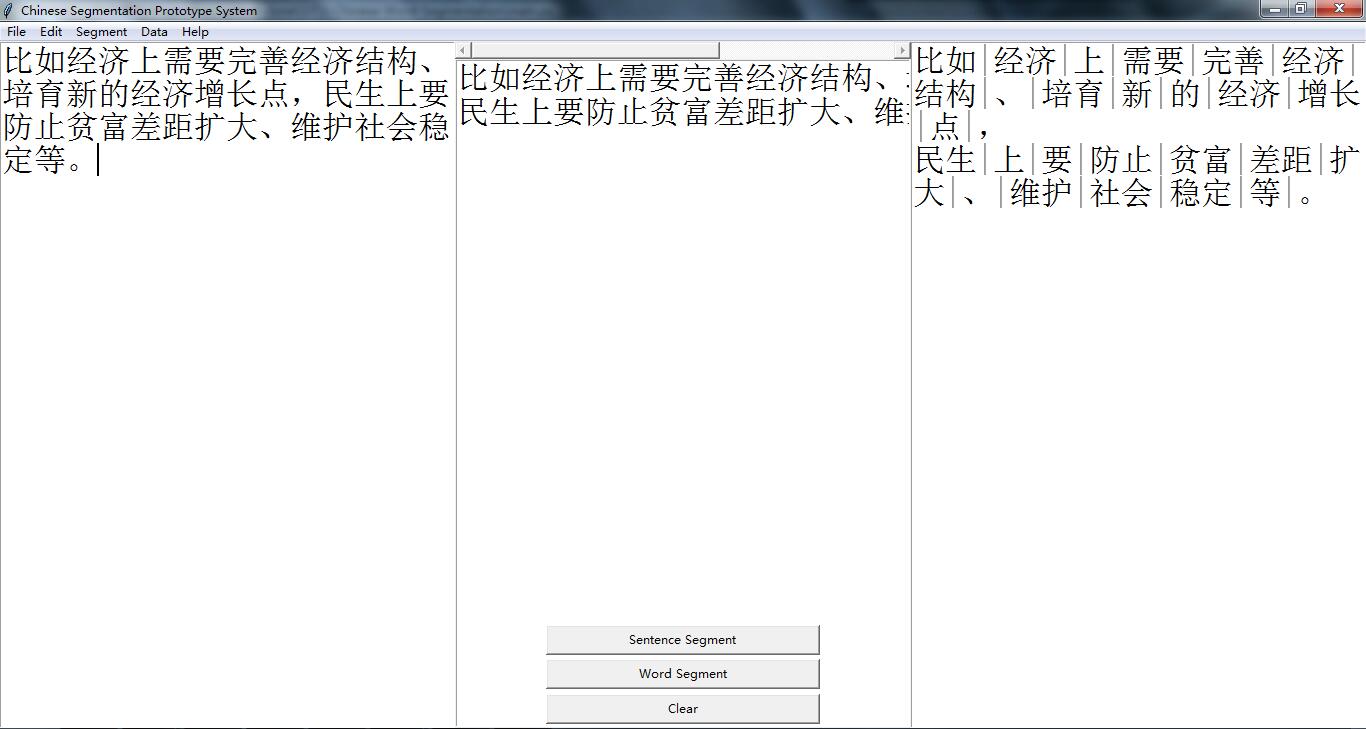 Chinese Segmentation Prototype System
File Edit Segment Data Help
比如经济上需要完善经济结构、
培育新的经济增长点，民生上要
防止贫富差距扩大、维护社会稳
定等。
比如经济上需要完善经济结构、
民生上要防止贫富差距扩大、维
比如|经济|上|需要|完善|经济|
结构|、|培育|新|的|经济|增长
|点|，
民生|上|要|防止|贫富|差距|扩
大|、|维护|社会|稳定|等|。
Sentence Segment
Word Segment
Clear